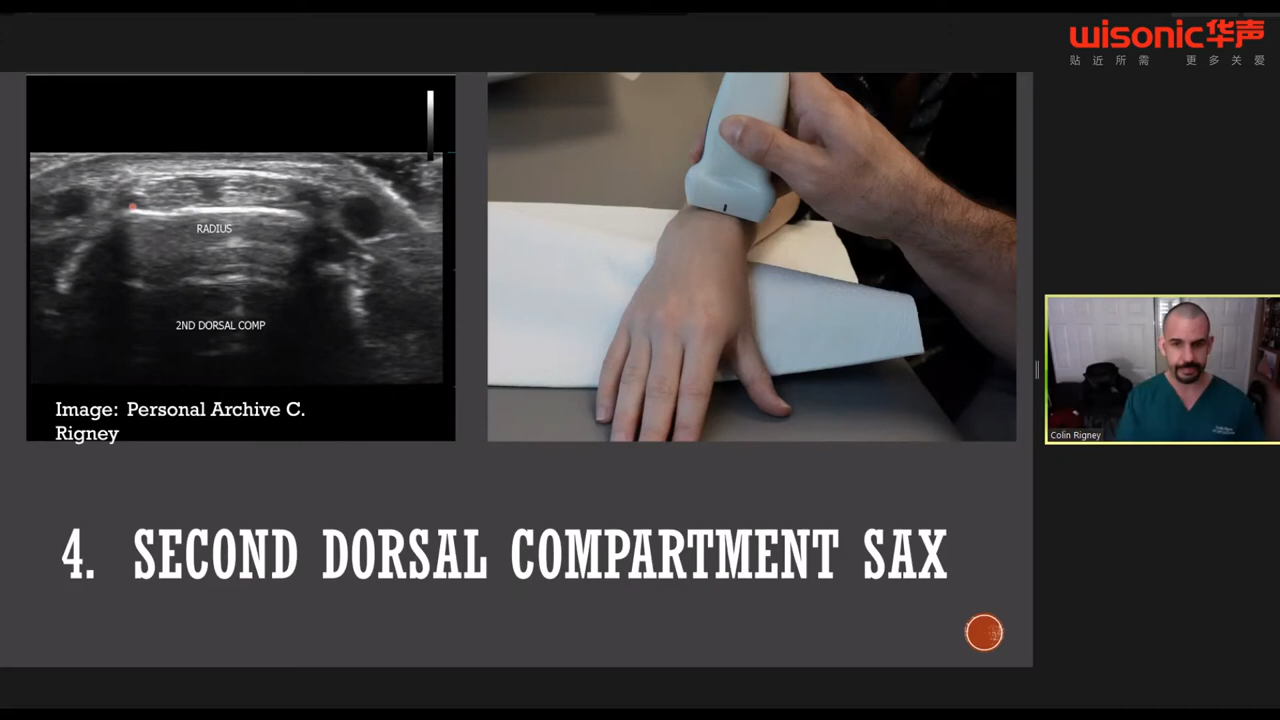 wisonic华声
贴近所需 更多关爱
RADIUS
2ND DORSAL COMP
Image: Personal Archive C.
Rigney
Colin Rigney
4. SECOND DORSAL COMPARTMENT SAX